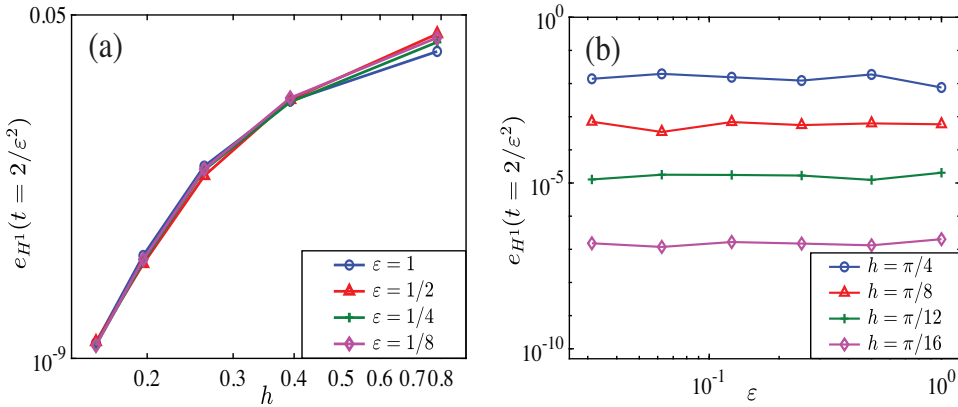 (a)
0.05
10^-9
e_{H^1}(t = 2/ε^2)
0.2 0.3 0.4 0.5 0.6 0.7 0.8
h
ε = 1
ε = 1/2
ε = 1/4
ε = 1/8
(b)
10^0
10^-5
10^-10
e_{H^1}(t = 2/ε^2)
10^-1 10^0
ε
h = π/4
h = π/8
h = π/12
h = π/16